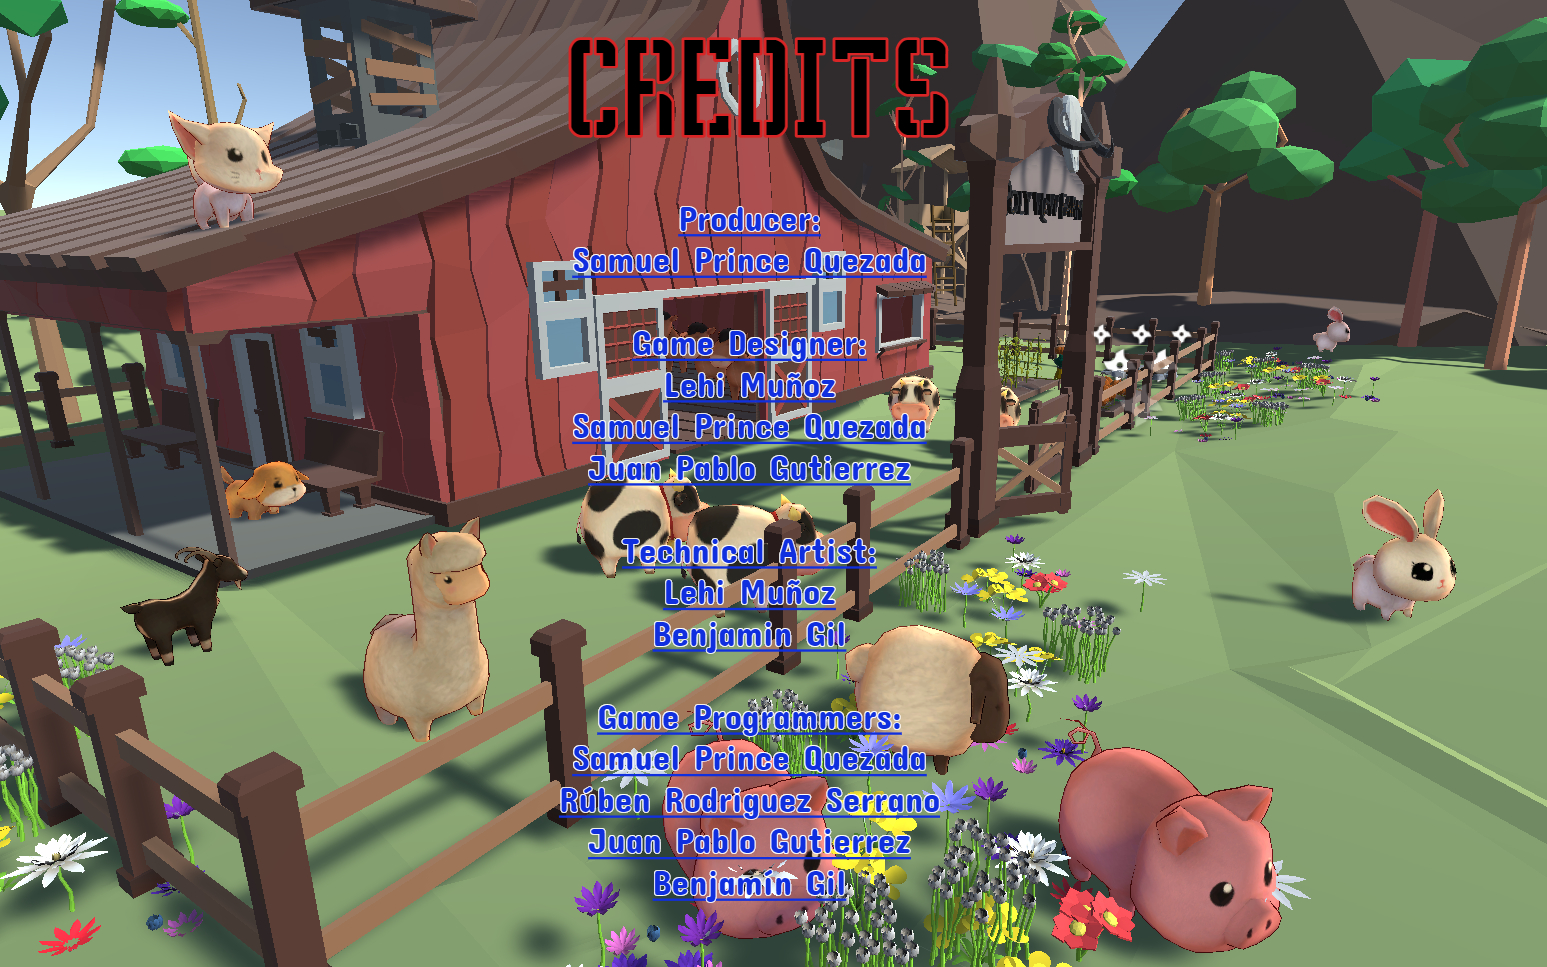 CREDITS
Producer:
Samuel Prince Quezada
Game Designer:
Lehi Muñoz
Samuel Prince Quezada
Juan Pablo Gutierrez
Technical Artist:
Lehi Muñoz
Benjamin Gil
Game Programmers:
Samuel Prince Quezada
Rúben Rodriguez Serrano
Juan Pablo Gutierrez
Benjamín Gil